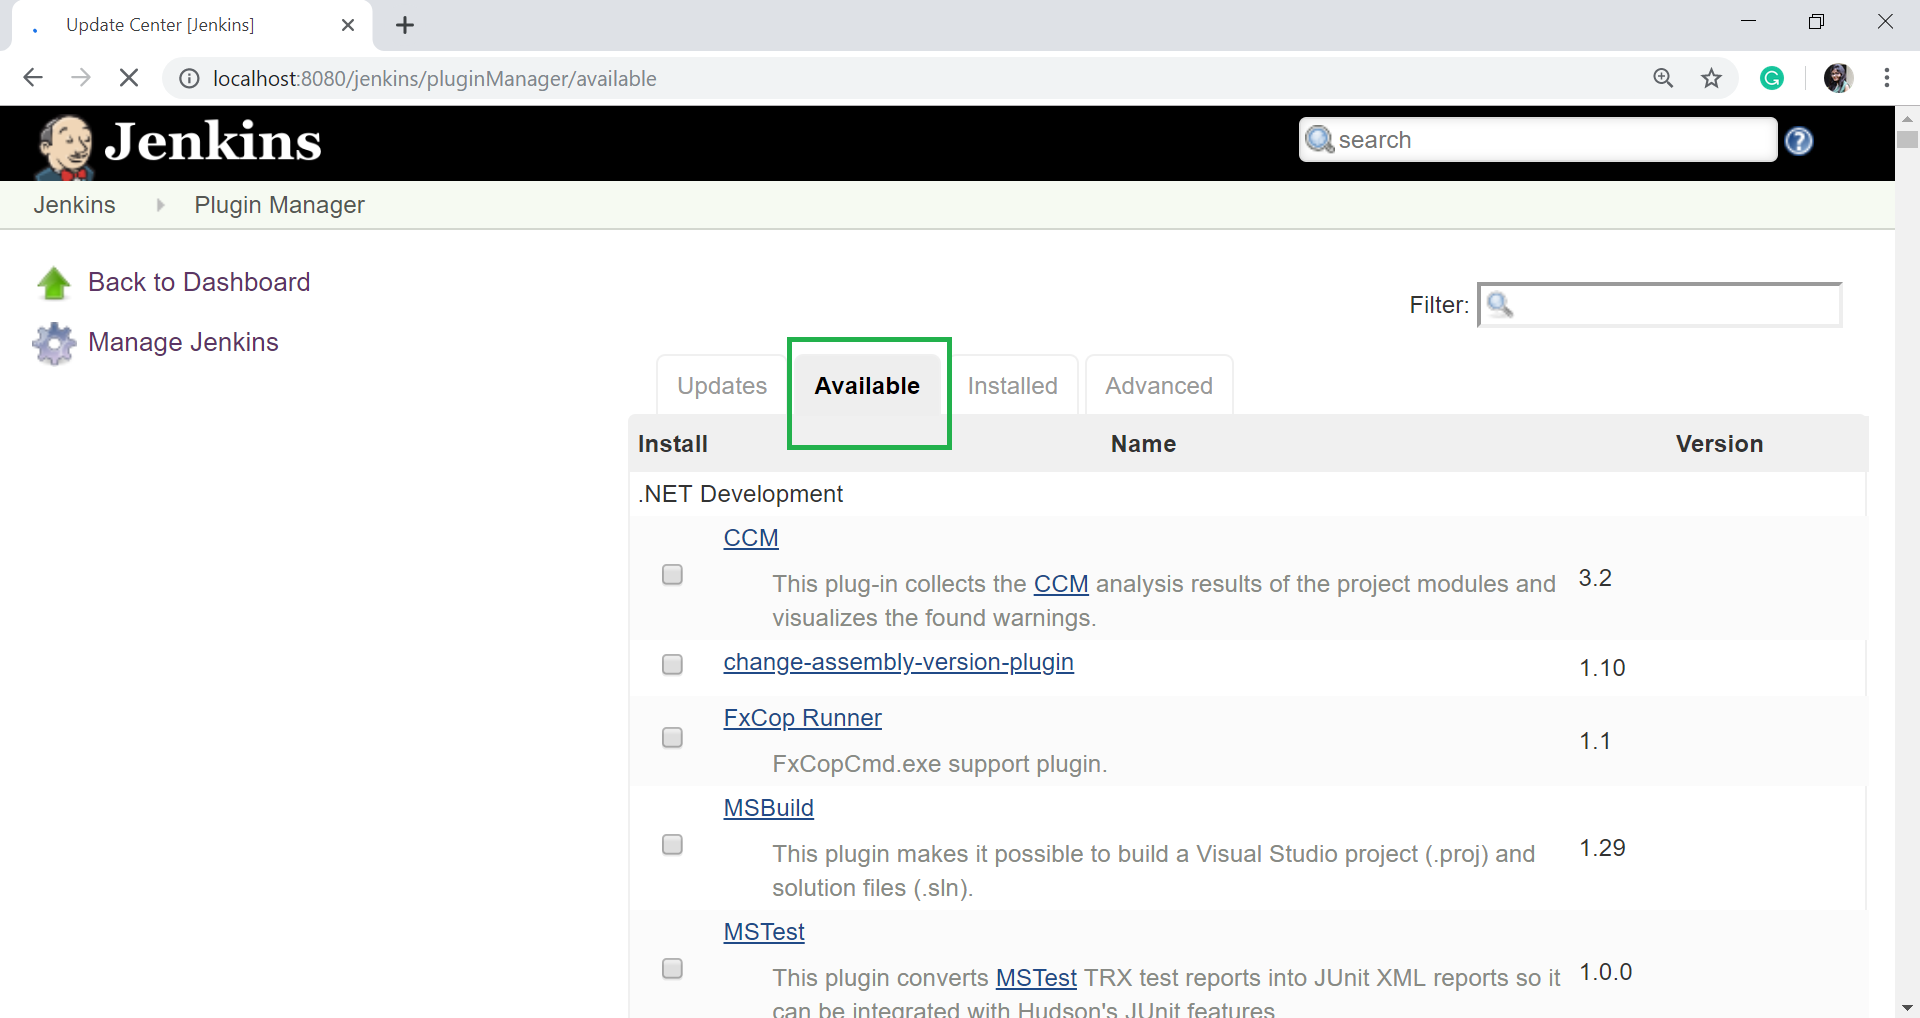 Update Center [Jenkins]
localhost:8080/jenkins/pluginManager/available
Jenkins
search
Jenkins
Plugin Manager
Back to Dashboard
Manage Jenkins
Filter:
Updates
Available
Installed
Advanced
Install
Name
Version
.NET Development
CCM
This plug-in collects the CCM analysis results of the project modules and
visualizes the found warnings.
3.2
change-assembly-version-plugin
1.10
FxCop Runner
FxCopCmd.exe support plugin.
1.1
MSBuild
This plugin makes it possible to build a Visual Studio project (.proj) and
solution files (.sln).
1.29
MSTest
This plugin converts MSTest TRX test reports into JUnit XML reports so it
can be integrated with Hudson's JUnit features
1.0.0